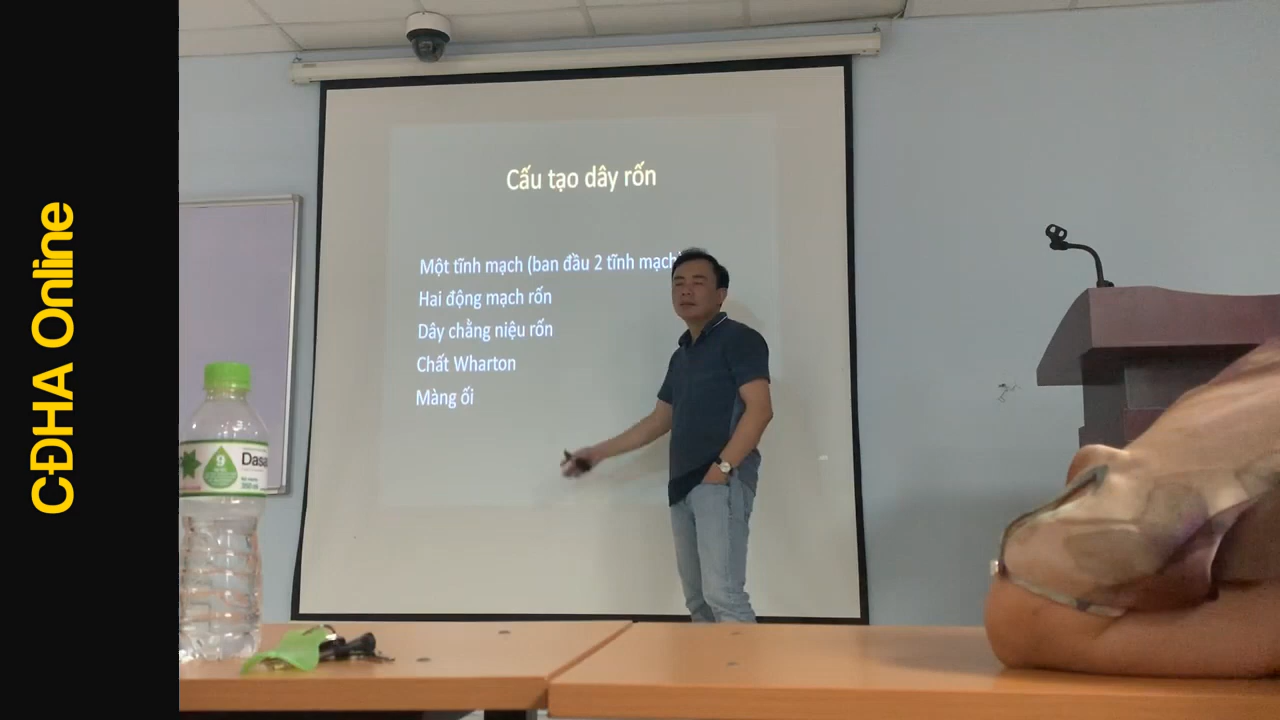 CĐHA Online
Cấu tạo dây rốn
Một tĩnh mạch (ban đầu 2 tĩnh mạch)
Hai động mạch rốn
Dây chằng niệu rốn
Chất Wharton
Màng ối
9
Dasa